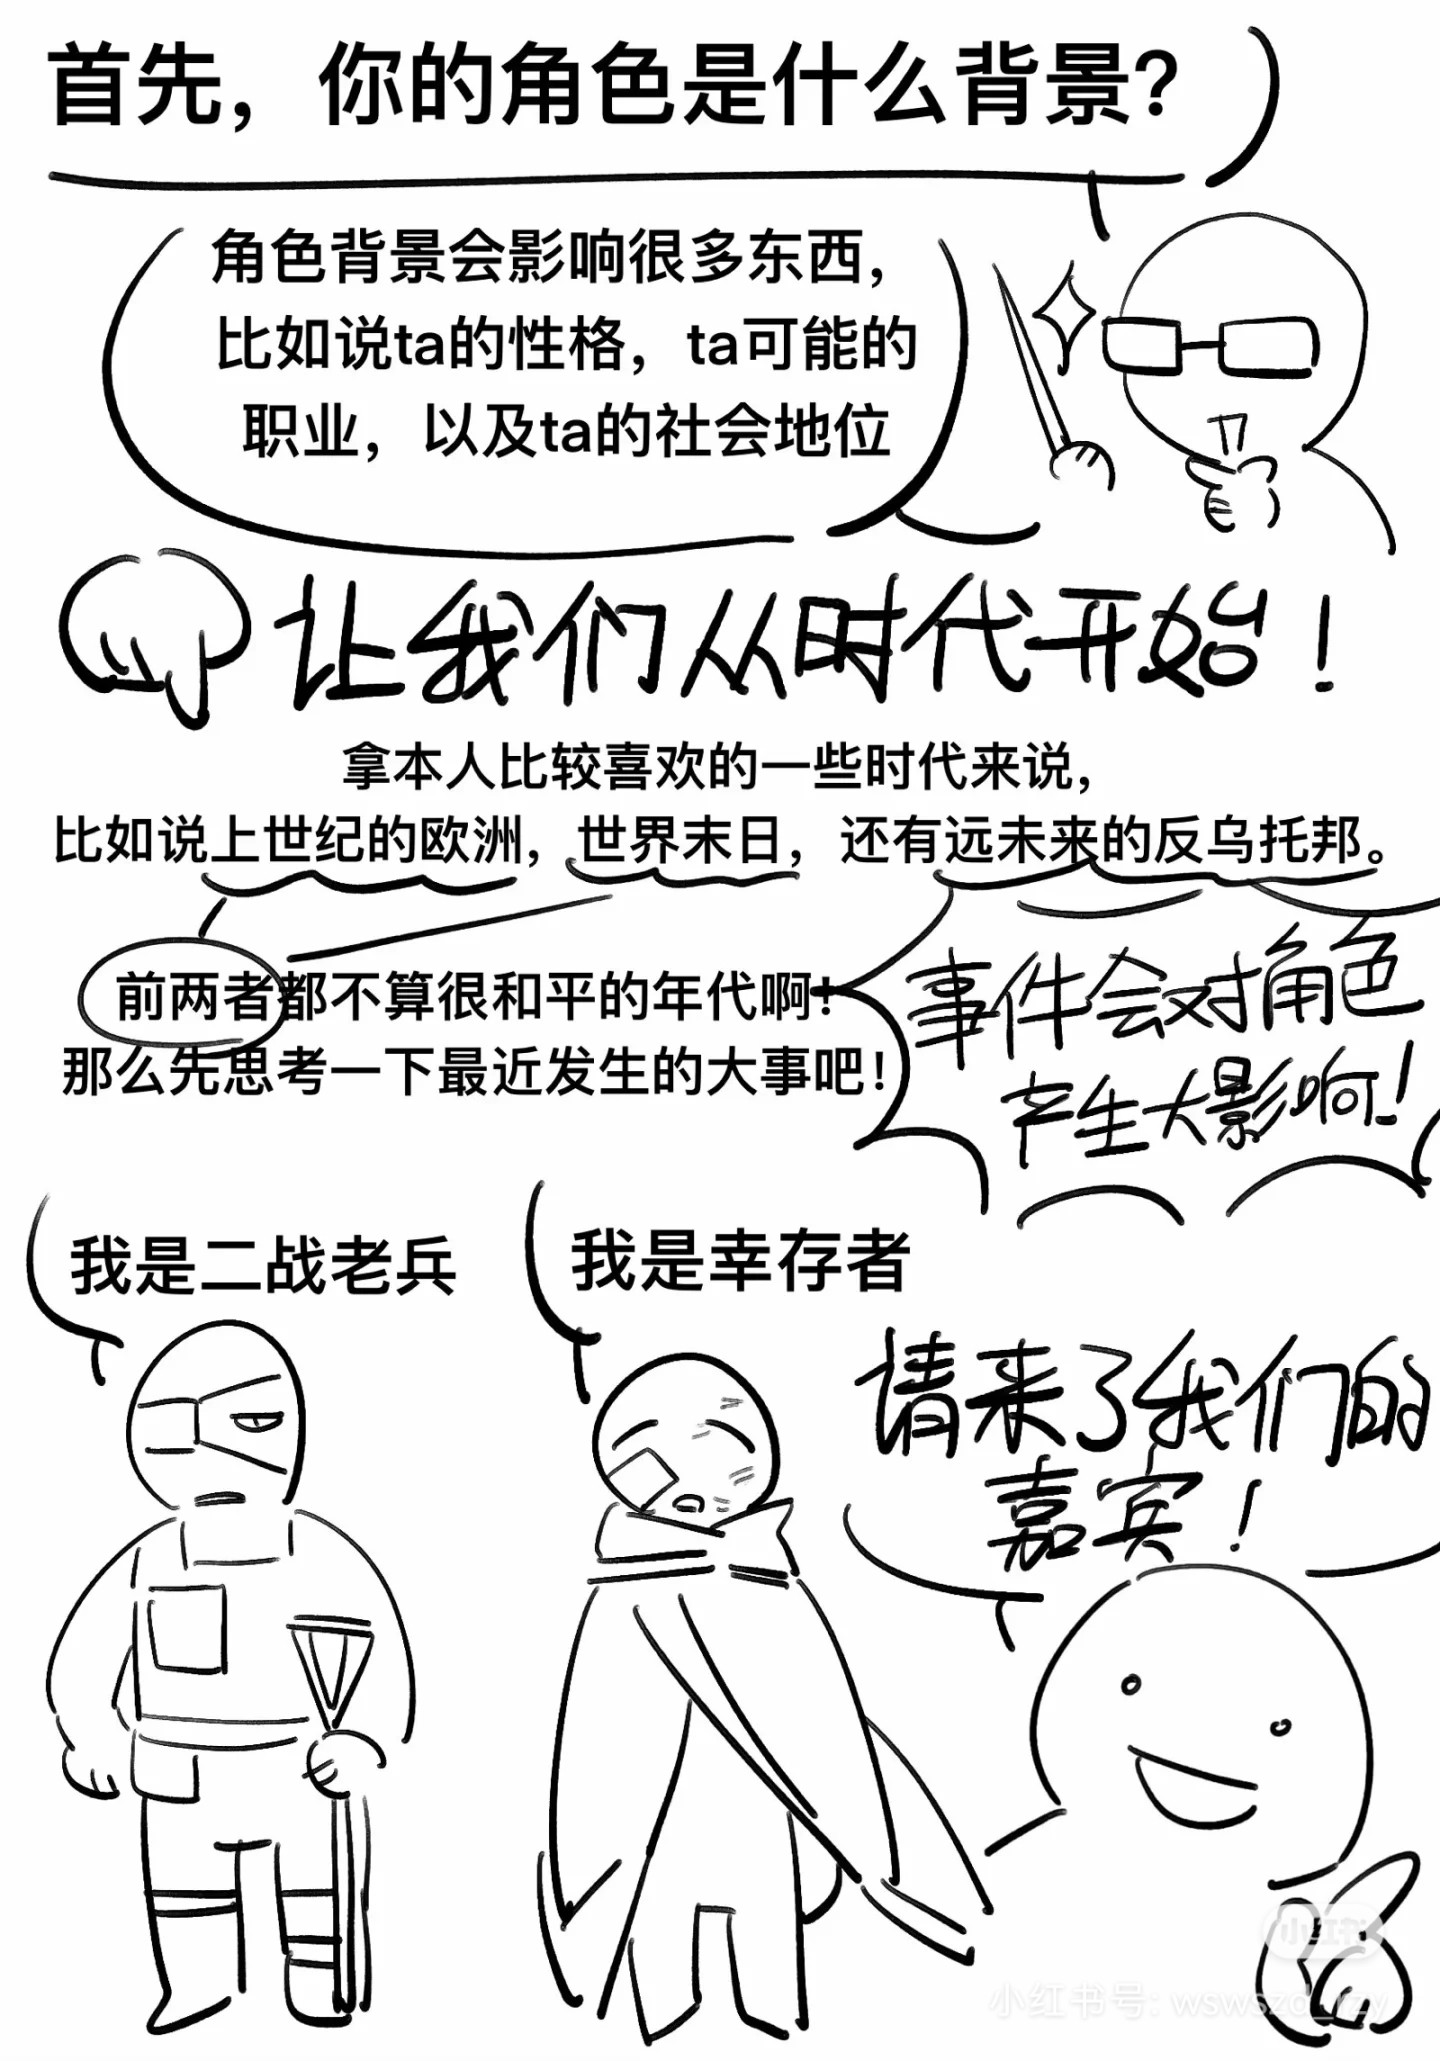 首先，你的角色是什么背景？
角色背景会影响很多东西，
比如说ta的性格，ta可能的
职业，以及ta的社会地位
让我们从时代开始！
拿本人比较喜欢的一些时代来说，
比如说上世纪的欧洲，世界末日，还有远未来的反乌托邦。
前两者都不算很和平的年代啊！
那么先思考一下最近发生的大事吧！
事件会对角色
产生大影响！
我是二战老兵
我是幸存者
请来了我们的
嘉宾！
小红书
小红书号：wswszd_rzy